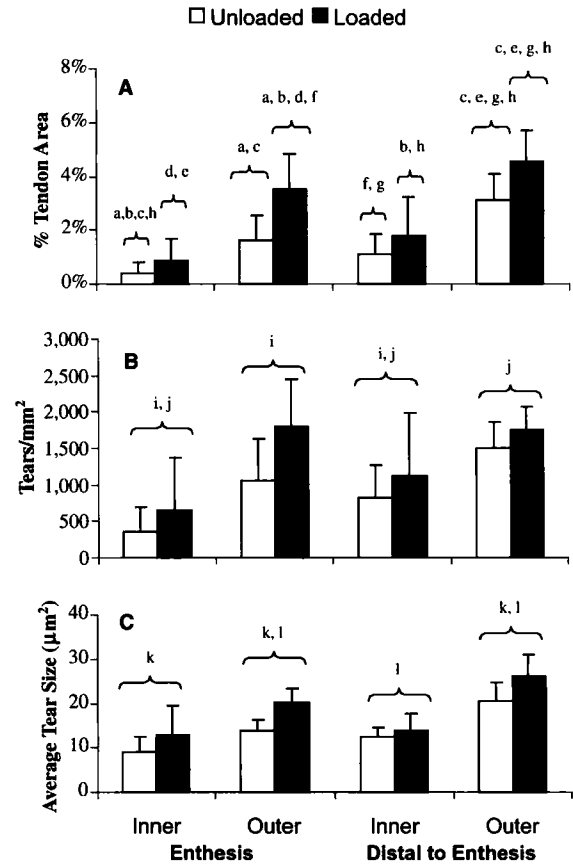 Unloaded Loaded
A
% Tendon Area
8%
6%
4%
2%
0%
a,b,c,h
d, e
a, c
a, b, d, f
f, g
b, h
c, e, g, h
c, e, g, h
B
Tears/mm²
3,000
2,500
2,000
1,500
1,000
500
0
i, j
i
i, j
j
C
Average Tear Size (µm²)
40
30
20
10
0
k
k, l
l
k, l
Inner Outer Inner Outer
Enthesis Distal to Enthesis